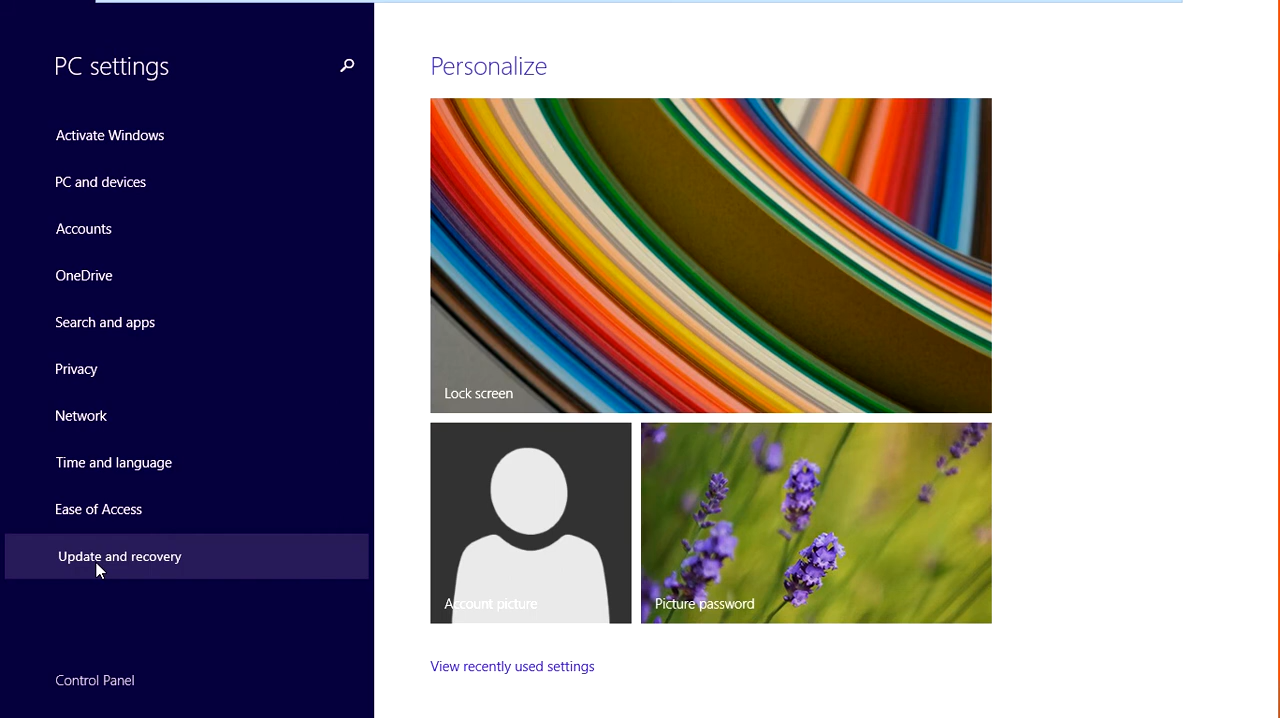 PC settings
Activate Windows
PC and devices
Accounts
OneDrive
Search and apps
Privacy
Network
Time and language
Ease of Access
Update and recovery
Control Panel
Personalize
Lock screen
Account picture
Picture password
View recently used settings